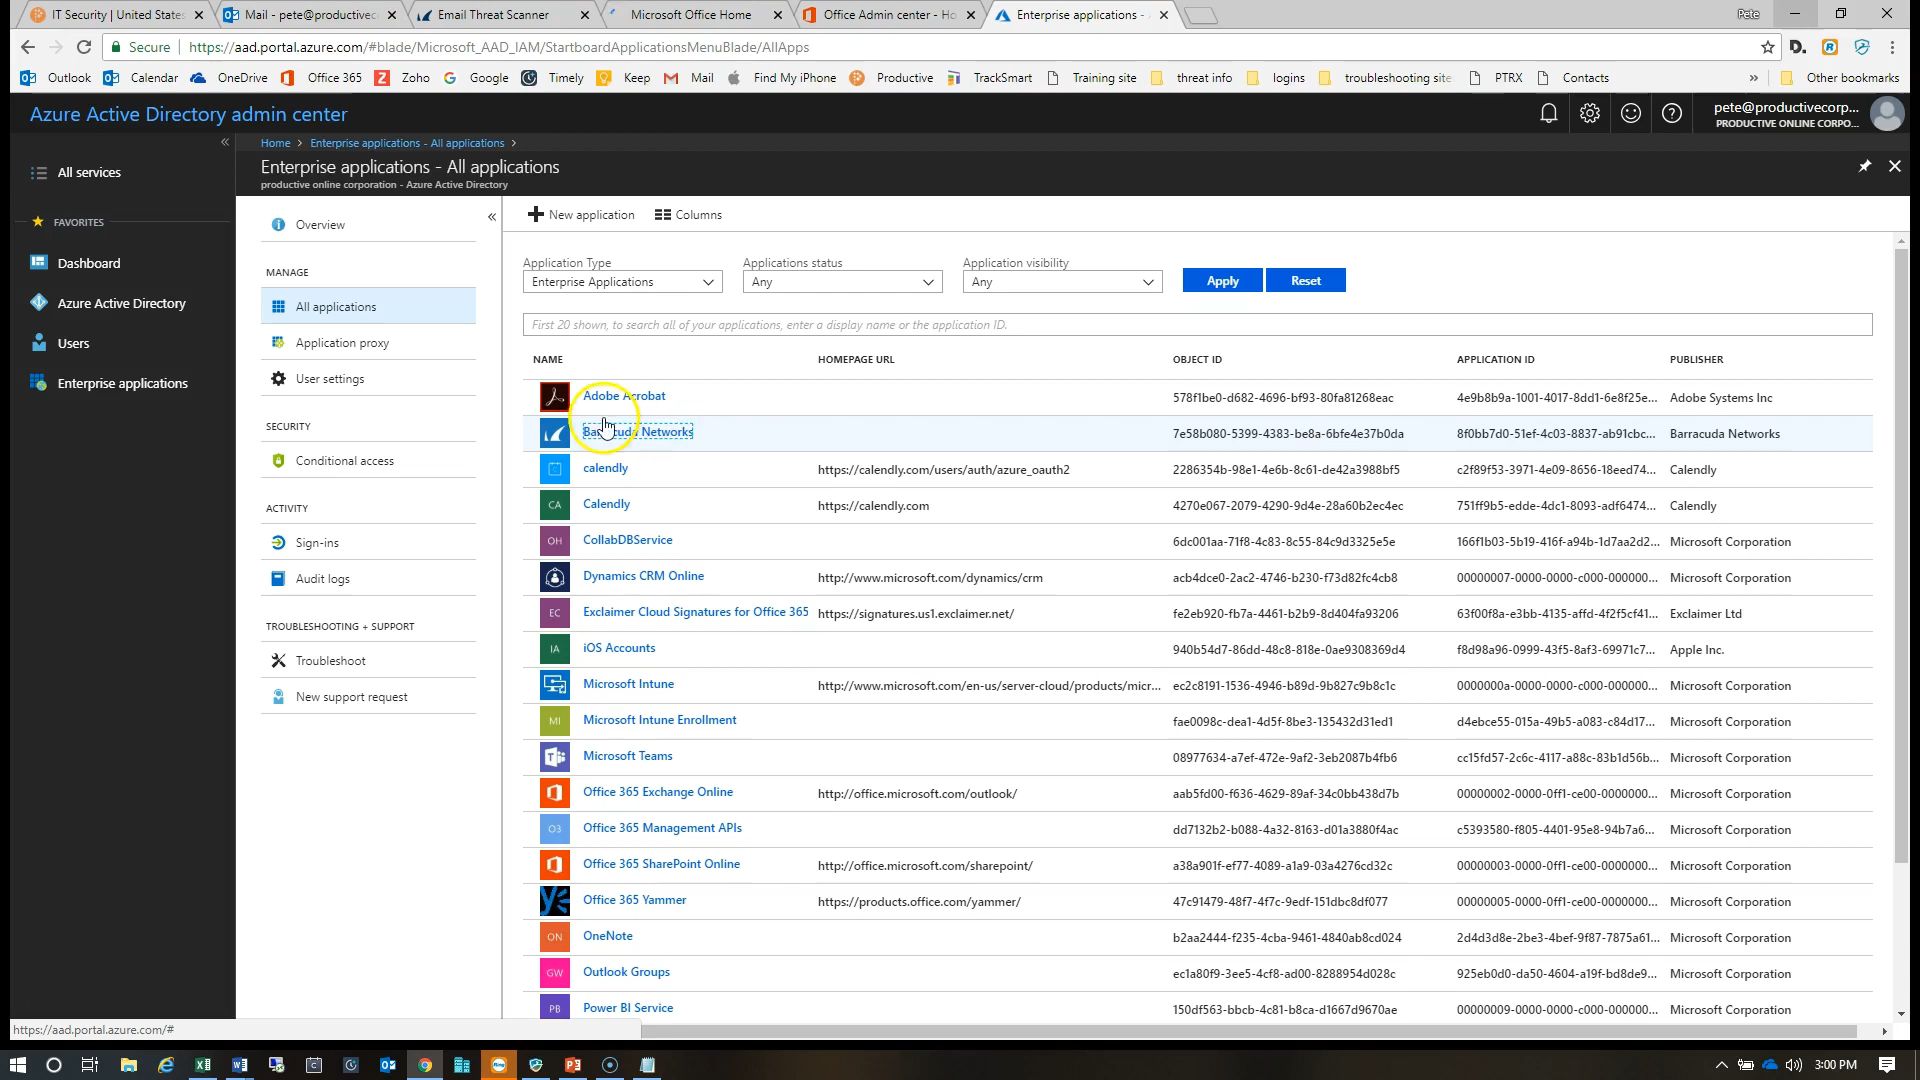 IT Security | United States
Mail - pete@productivec
Email Threat Scanner
Microsoft Office Home
Office Admin center - Ho
Enterprise applications -
Pete
Secure
https://aad.portal.azure.com/#blade/Microsoft_AAD_IAM/StartboardApplicationsMenuBlade/AllApps
Outlook
Calendar
OneDrive
Office 365
Zoho
Google
Timely
Keep
Mail
Find My iPhone
Productive
TrackSmart
Training site
threat info
logins
troubleshooting site
PTRX
Contacts
»
Other bookmarks
Azure Active Directory admin center
pete@productivecorp...
PRODUCTIVE ONLINE CORPO...
All services
FAVORITES
Dashboard
Azure Active Directory
Users
Enterprise applications
Home > Enterprise applications - All applications >
Enterprise applications - All applications
productive online corporation - Azure Active Directory
Overview
MANAGE
All applications
Application proxy
User settings
SECURITY
Conditional access
ACTIVITY
Sign-ins
Audit logs
TROUBLESHOOTING + SUPPORT
Troubleshoot
New support request
New application
Columns
Application Type
Applications status
Application visibility
Enterprise Applications
Any
Any
Apply
Reset
First 20 shown, to search all of your applications, enter a display name or the application ID.
NAME HOMEPAGE URL OBJECT ID APPLICATION ID PUBLISHER
Adobe Acrobat 578f1be0-d682-4696-bf93-80fa81268eac 4e9b8b9a-1001-4017-8dd1-6e8f25e... Adobe Systems Inc
Barracuda Networks 7e58b080-5399-4383-be8a-6bfe4e37b0da 8f0bb7d0-51ef-4c03-8837-ab91cbc... Barracuda Networks
calendly https://calendly.com/users/auth/azure_oauth2 2286354b-98e1-4e6b-8c61-de42a3988bf5 c2f89f53-3971-4e09-8656-18eed74... Calendly
CA Calendly https://calendly.com 4270e067-2079-4290-9d4e-28a60b2ec4ec 751ff9b5-edde-4dc1-8093-adf6474... Calendly
OH CollabDBService 6dc001aa-71f8-4c83-8c55-84c9d3325e5e 166f1b03-5b19-416f-a94b-1d7aa2d2... Microsoft Corporation
Dynamics CRM Online http://www.microsoft.com/dynamics/crm acb4dce0-2ac2-4746-b230-f73d82fc4cb8 00000007-0000-0000-c000-000000... Microsoft Corporation
EC Exclaimer Cloud Signatures for Office 365 https://signatures.us1.exclaimer.net/ fe2eb920-fb7a-4461-b2b9-8d404fa93206 63f00f8a-e3bb-4135-affd-4f2f5cf41... Exclaimer Ltd
IA iOS Accounts 940b54d7-86dd-48c8-818e-0ae9308369d4 f8d98a96-0999-43f5-8af3-69971c7... Apple Inc.
Microsoft Intune http://www.microsoft.com/en-us/server-cloud/products/micr... ec2c8191-1536-4946-b89d-9b827c9b8c1c 0000000a-0000-0000-c000-000000... Microsoft Corporation
MI Microsoft Intune Enrollment fae0098c-dea1-4d5f-8be3-135432d31ed1 d4ebce55-015a-49b5-a083-c84d17... Microsoft Corporation
Microsoft Teams 08977634-a7ef-472e-9af2-3eb2087b4fb6 cc15fd57-2c6c-4117-a88c-83b1d56b... Microsoft Corporation
Office 365 Exchange Online http://office.microsoft.com/outlook/ aab5fd00-f636-4629-89af-34c0bb438d7b 00000002-0000-0ff1-ce00-0000000... Microsoft Corporation
O3 Office 365 Management APIs dd7132b2-b088-4a32-8163-d01a3880f4ac c5393580-f805-4401-95e8-94b7a6... Microsoft Corporation
Office 365 SharePoint Online http://office.microsoft.com/sharepoint/ a38a901f-ef77-4089-a1a9-03a4276cd32c 00000003-0000-0ff1-ce00-0000000... Microsoft Corporation
Office 365 Yammer https://products.office.com/yammer/ 47c91479-48f7-4f7c-9edf-151dbc8df077 00000005-0000-0ff1-ce00-0000000... Microsoft Corporation
ON OneNote b2aa2444-f235-4cba-9461-4840ab8cd024 2d4d3d8e-2be3-4bef-9f87-7875a61... Microsoft Corporation
GW Outlook Groups ec1a80f9-3ee5-4cf8-ad00-8288954d028c 925eb0d0-da50-4604-a19f-bd8de9... Microsoft Corporation
PB Power BI Service 150df563-bbcb-4c81-b8ca-d1667d9670ae 00000009-0000-0000-c000-000000... Microsoft Corporation
https://aad.portal.azure.com/#
3:00 PM